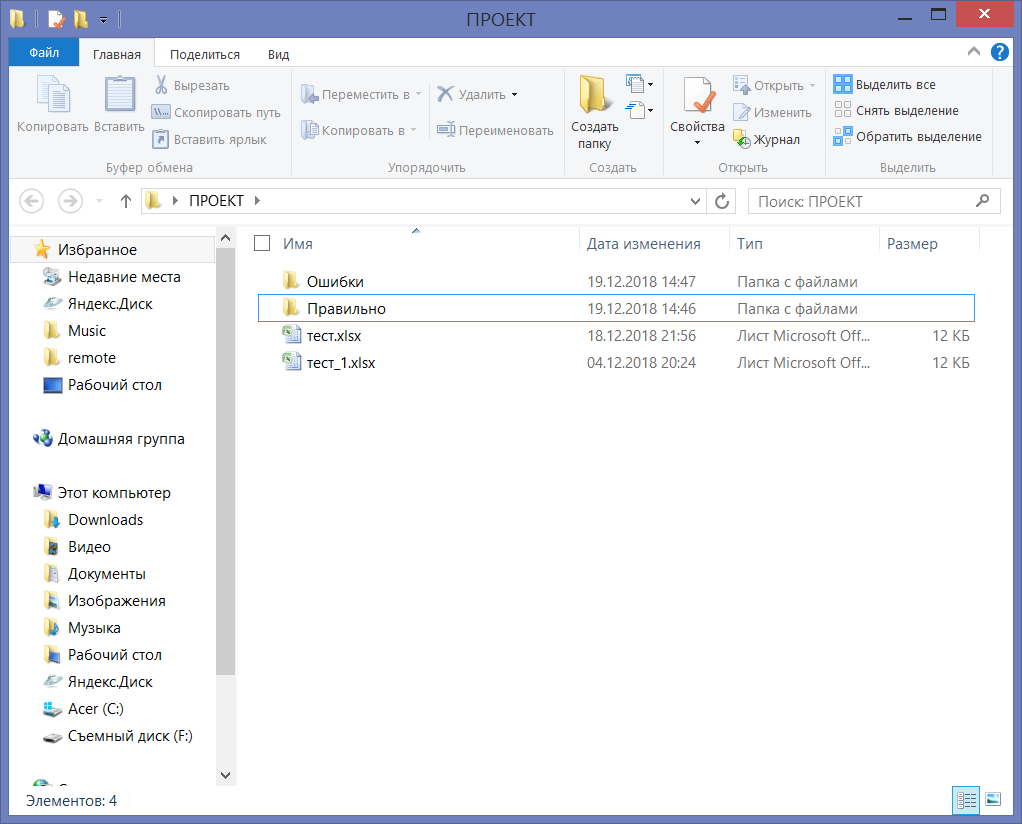 ПРОЕКТ
Файл Главная Поделиться Вид
Копировать
Вставить
Вырезать
Скопировать путь
Вставить ярлык
Буфер обмена
Переместить в
Копировать в
Удалить
Переименовать
Упорядочить
Создать
папку
Создать
Свойства
Открыть
Изменить
Журнал
Открыть
Выделить все
Снять выделение
Обратить выделение
Выделить
ПРОЕКТ
Поиск: ПРОЕКТ
Избранное
Недавние места
Яндекс.Диск
Music
remote
Рабочий стол
Домашняя группа
Этот компьютер
Downloads
Видео
Документы
Изображения
Музыка
Рабочий стол
Яндекс.Диск
Acer (C:)
Съемный диск (F:)
Имя Дата изменения Тип Размер
Ошибки 19.12.2018 14:47 Папка с файлами
Правильно 19.12.2018 14:46 Папка с файлами
тест.xlsx 18.12.2018 21:56 Лист Microsoft Off... 12 КБ
тест_1.xlsx 04.12.2018 20:24 Лист Microsoft Off... 12 КБ
Элементов: 4